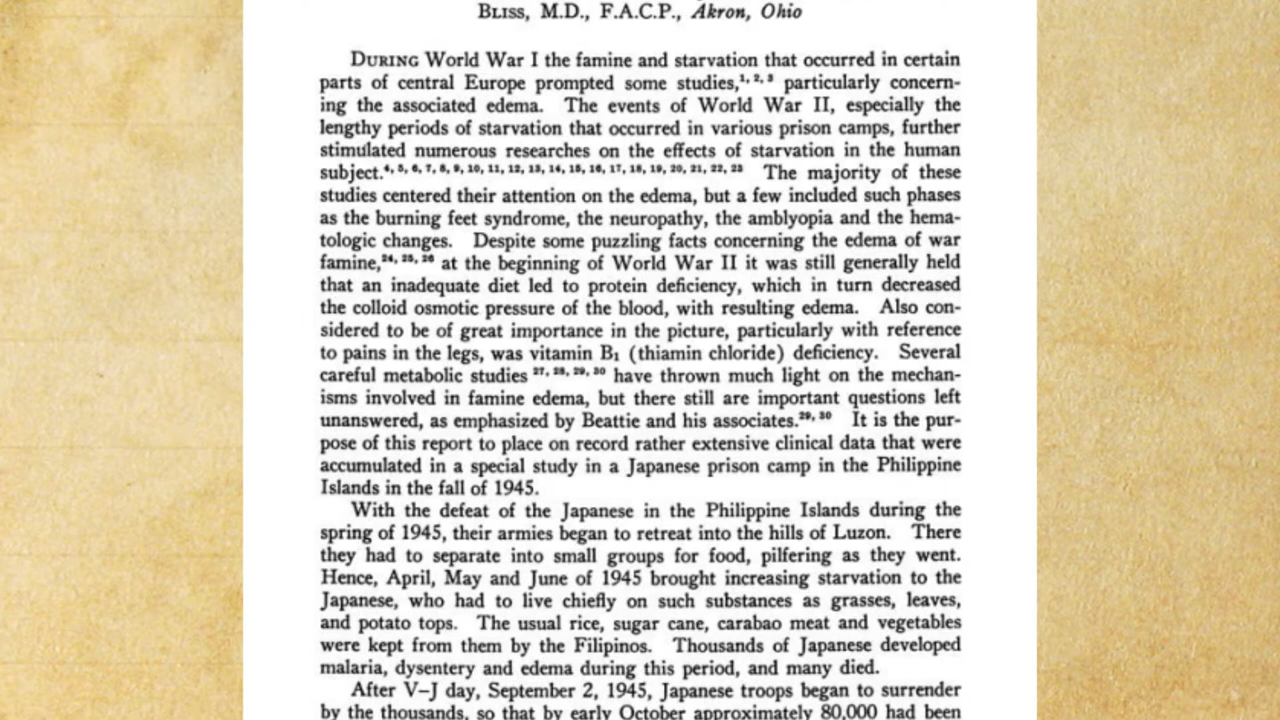 BLISS, M.D., F.A.C.P., Akron, Ohio
DURING World War I the famine and starvation that occurred in certain
parts of central Europe prompted some studies,1, 2, 3 particularly concern-
ing the associated edema. The events of World War II, especially the
lengthy periods of starvation that occurred in various prison camps, further
stimulated numerous researches on the effects of starvation in the human
subject.4, 5, 6, 7, 8, 9, 10, 11, 12, 13, 14, 15, 16, 17, 18, 19, 20, 21, 22, 23 The majority of these
studies centered their attention on the edema, but a few included such phases
as the burning feet syndrome, the neuropathy, the amblyopia and the hema-
tologic changes. Despite some puzzling facts concerning the edema of war
famine,24, 25, 26 at the beginning of World War II it was still generally held
that an inadequate diet led to protein deficiency, which in turn decreased
the colloid osmotic pressure of the blood, with resulting edema. Also con-
sidered to be of great importance in the picture, particularly with reference
to pains in the legs, was vitamin B1 (thiamin chloride) deficiency. Several
careful metabolic studies 27, 28, 29, 30 have thrown much light on the mechan-
isms involved in famine edema, but there still are important questions left
unanswered, as emphasized by Beattie and his associates.29, 30 It is the pur-
pose of this report to place on record rather extensive clinical data that were
accumulated in a special study in a Japanese prison camp in the Philippine
Islands in the fall of 1945.
With the defeat of the Japanese in the Philippine Islands during the
spring of 1945, their armies began to retreat into the hills of Luzon. There
they had to separate into small groups for food, pilfering as they went.
Hence, April, May and June of 1945 brought increasing starvation to the
Japanese, who had to live chiefly on such substances as grasses, leaves,
and potato tops. The usual rice, sugar cane, carabao meat and vegetables
were kept from them by the Filipinos. Thousands of Japanese developed
malaria, dysentery and edema during this period, and many died.
After V–J day, September 2, 1945, Japanese troops began to surrender
by the thousands, so that by early October approximately 80,000 had been